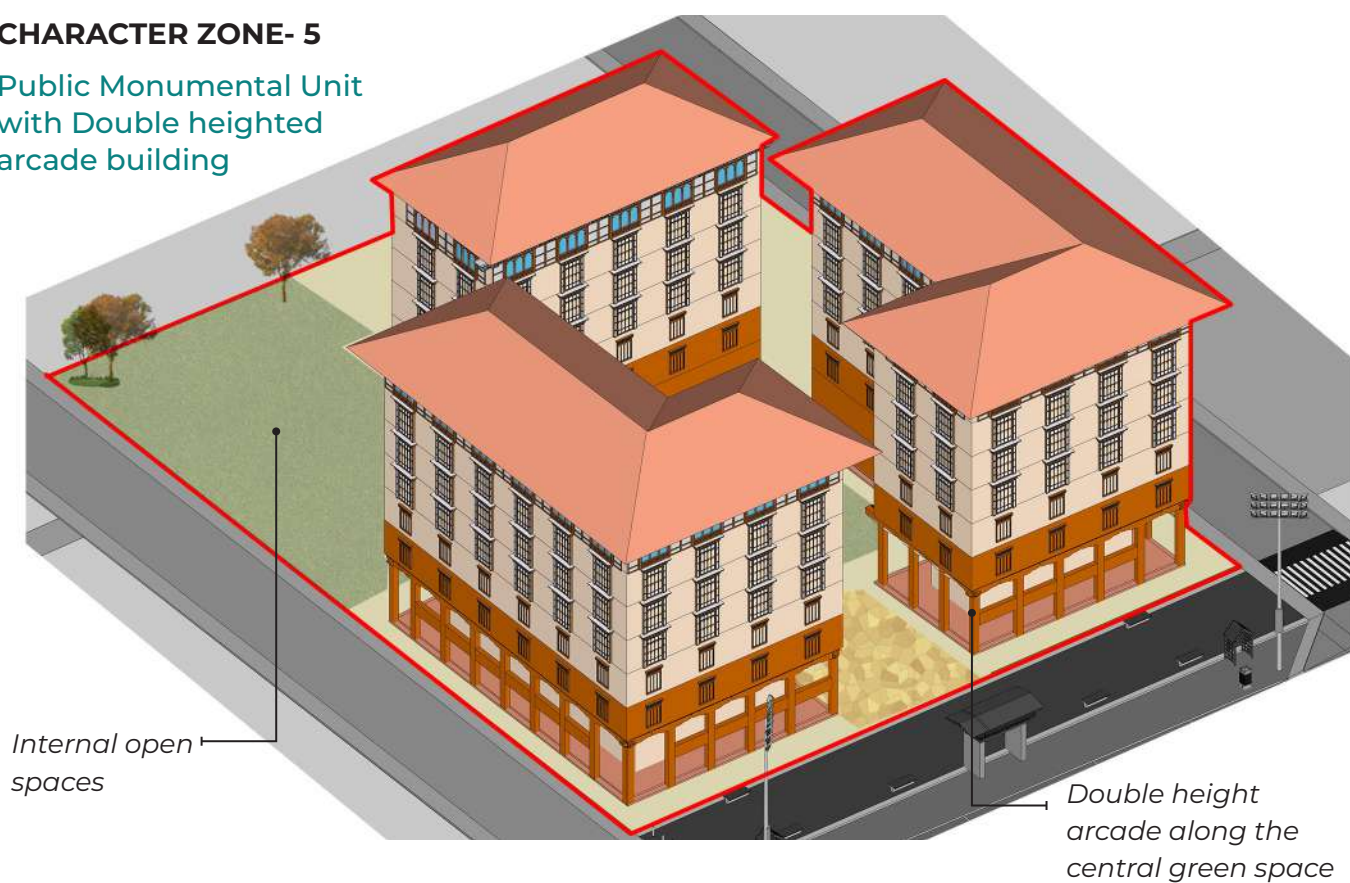 CHARACTER ZONE- 5
Public Monumental Unit
with Double heighted
arcade building
Internal open
spaces
Double height
arcade along the
central green space